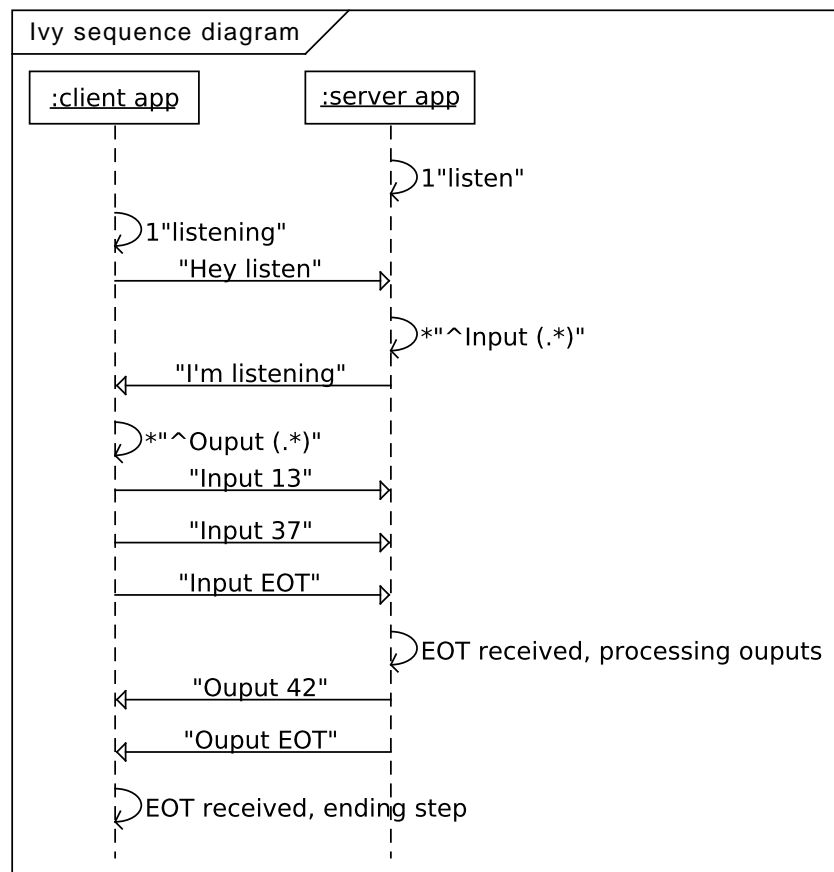 Ivy sequence diagram
:client app
:server app
1"listen"
1"listening"
"Hey listen"
*"^Input (.*)"
"I'm listening"
*"^Ouput (.*)"
"Input 13"
"Input 37"
"Input EOT"
EOT received, processing ouputs
"Ouput 42"
"Ouput EOT"
EOT received, ending step